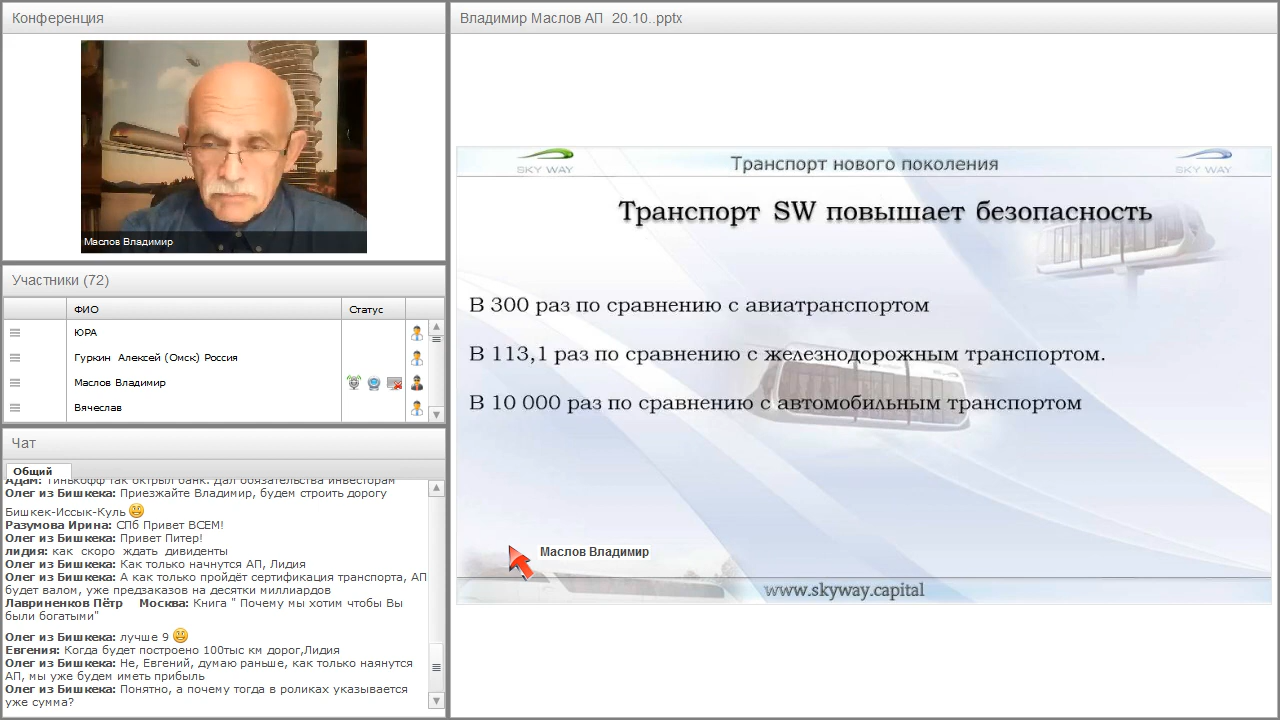 Конференция
Маслов Владимир
Участники (72)
ФИО Статус
ЮРА
Гуркин Алексей (Омск) Россия
Маслов Владимир
Вячеслав
Чат
Общий
Адам: Тинькофф так октрыл банк. Дал обязательства инвесторам
Олег из Бишкека: Приезжайте Владимир, будем строить дорогу
Бишкек-Иссык-Куль
Разумова Ирина: СПб Привет ВСЕМ!
Олег из Бишкека: Привет Питер!
лидия: как скоро ждать дивиденты
Олег из Бишкека: Как только начнутся АП, Лидия
Олег из Бишкека: А как только пройдёт сертификация транспорта, АП
будет валом, уже предзаказов на десятки миллиардов
Лавриненков Пётр Москва: Книга " Почему мы хотим чтобы Вы
были богатыми"
Олег из Бишкека: лучше 9
Евгения: Когда будет построено 100тыс км дорог,Лидия
Олег из Бишкека: Не, Евгений, думаю раньше, как только наянутся
АП, мы уже будем иметь прибыль
Олег из Бишкека: Понятно, а почему тогда в роликах указывается
уже сумма?
Владимир Маслов АП 20.10..pptx
SKY WAY
Транспорт нового поколения
SKY WAY
Транспорт SW повышает безопасность
В 300 раз по сравнению с авиатранспортом
В 113,1 раз по сравнению с железнодорожным транспортом.
В 10 000 раз по сравнению с автомобильным транспортом
Маслов Владимир
www.skyway.capital